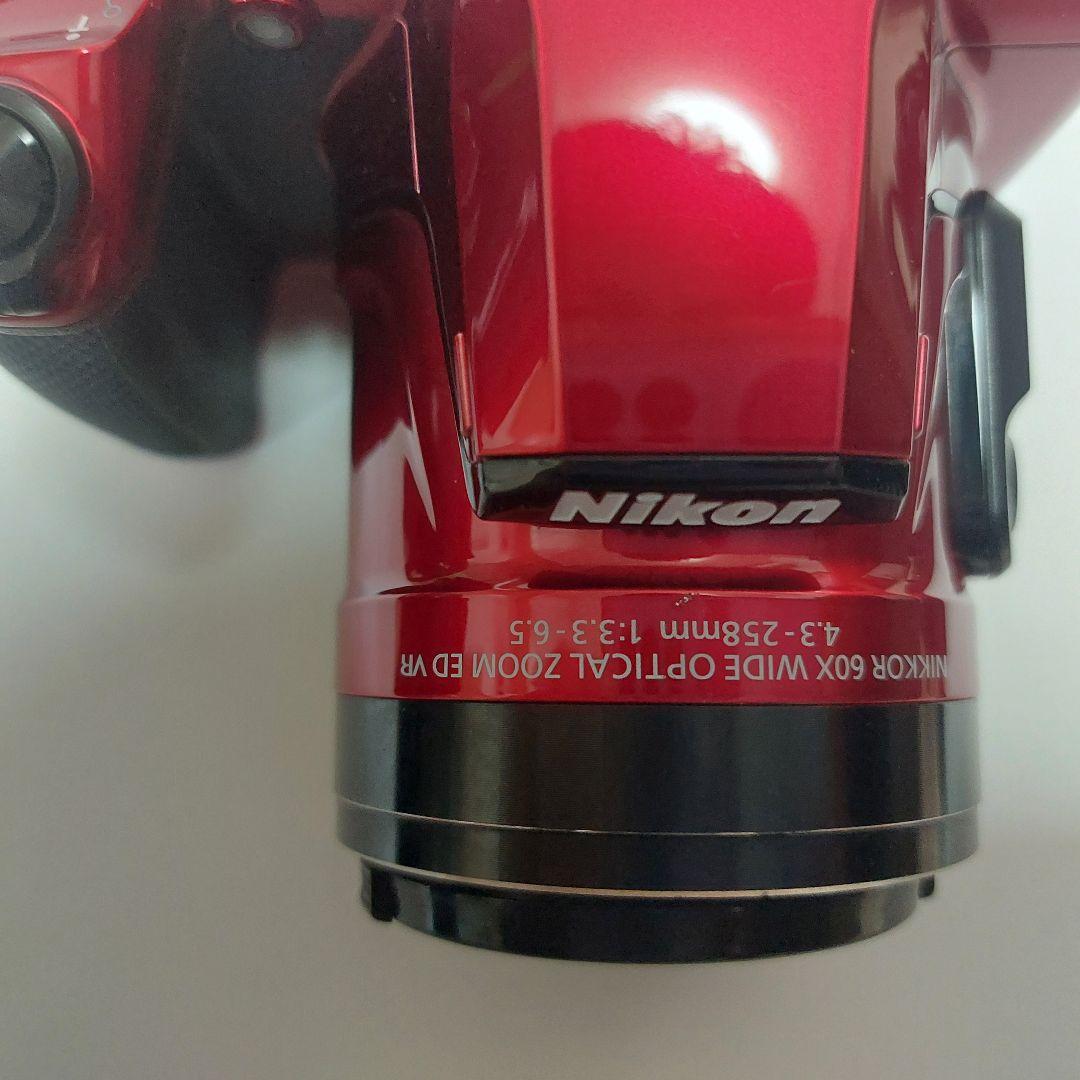 Nikon
NIKKOR 60X WIDE OPTICAL ZOOM ED VR
4.3-258mm 1:3.3-6.5